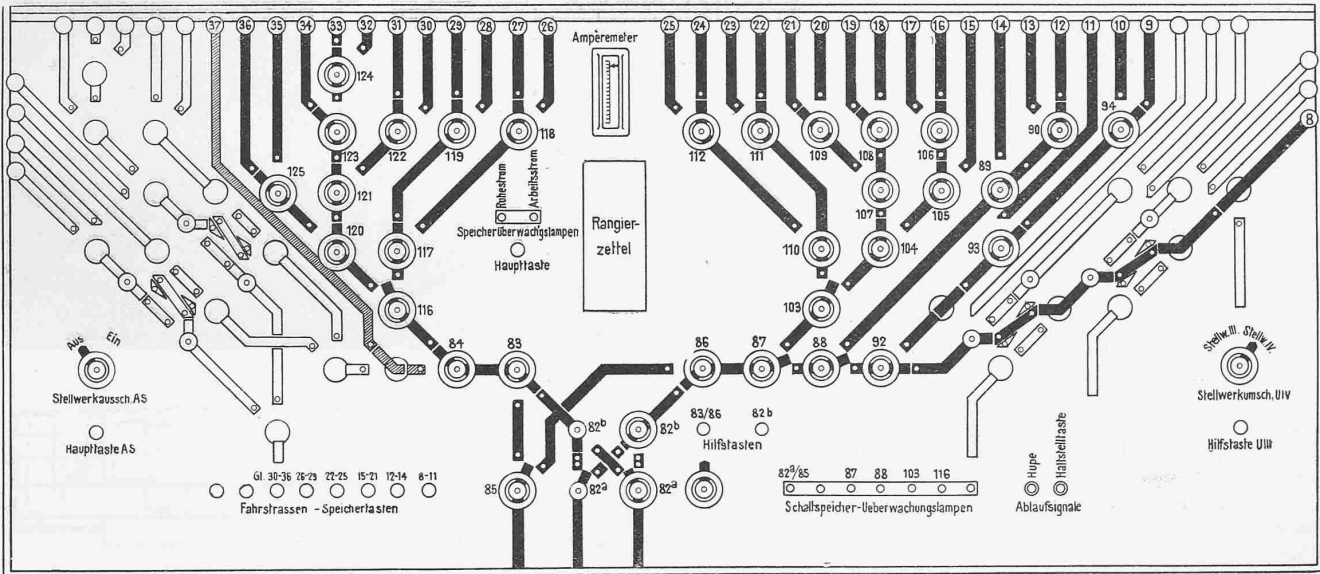 37 36 35 34 33 32 31 30 29 28 27 26 25 24 23 22 21 20 19 18 17 16 15 14 13 12 11 10 9
Ampèremeter
124
8
94
90
123 122 119 118 112 111 109 108 106
89
125 121
Ruhestrom
Arbeitsstrom
107 105
Rangier-
zettel
Speicherüberwachgslampen
Haupttaste
120 117 110 104 93
116 103
Aus Ein
Stellw. III. Stellw. IV.
84 83 86 87 88 92
Stellwerkaussch. AS
Stellwerkumsch. UIV
83/86 82b
Hilfstasten
Haupttaste AS
82b 82b
Hilfstaste UIII
Gl. 30-36 26-29 22-25 15-21 12-14 8-11
Fahrstrassen - Speichertasten
85 82a 82a
82a/85 87 88 103 116
Schaltspeicher-Ueberwachungslampen
Hupe
Haltstelltaste
Ablaufsignale